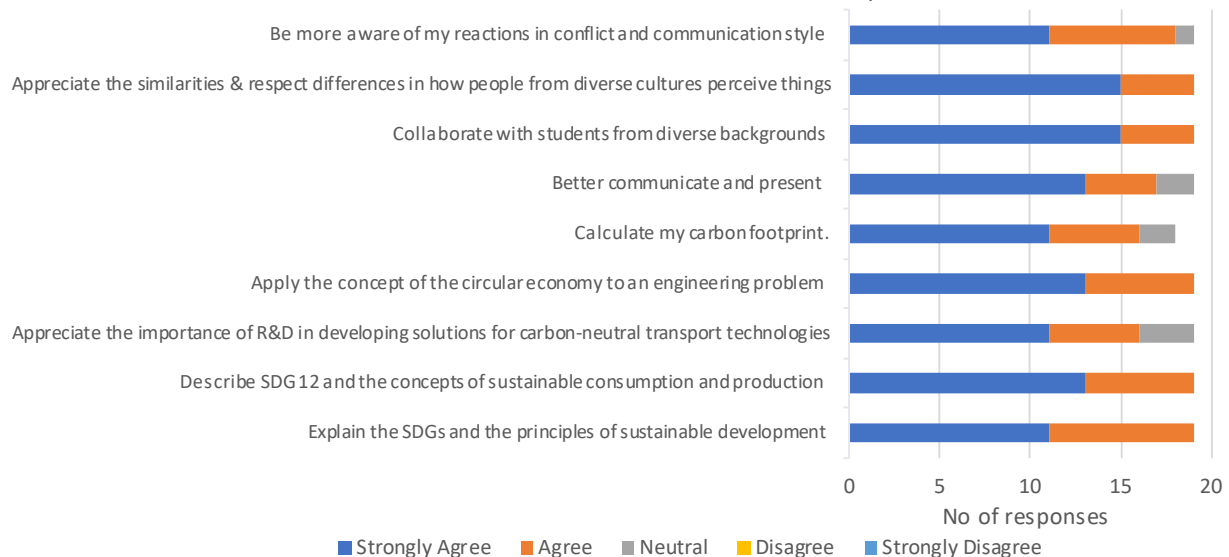 Be more aware of my reactions in conflict and communication style
Appreciate the similarities & respect differences in how people from diverse cultures perceive things
Collaborate with students from diverse backgrounds
Better communicate and present
Calculate my carbon footprint.
Apply the concept of the circular economy to an engineering problem
Appreciate the importance of R&D in developing solutions for carbon-neutral transport technologies
Describe SDG 12 and the concepts of sustainable consumption and production
Explain the SDGs and the principles of sustainable development
0 5 10 15 20
No of responses
Strongly Agree Agree Neutral Disagree Strongly Disagree